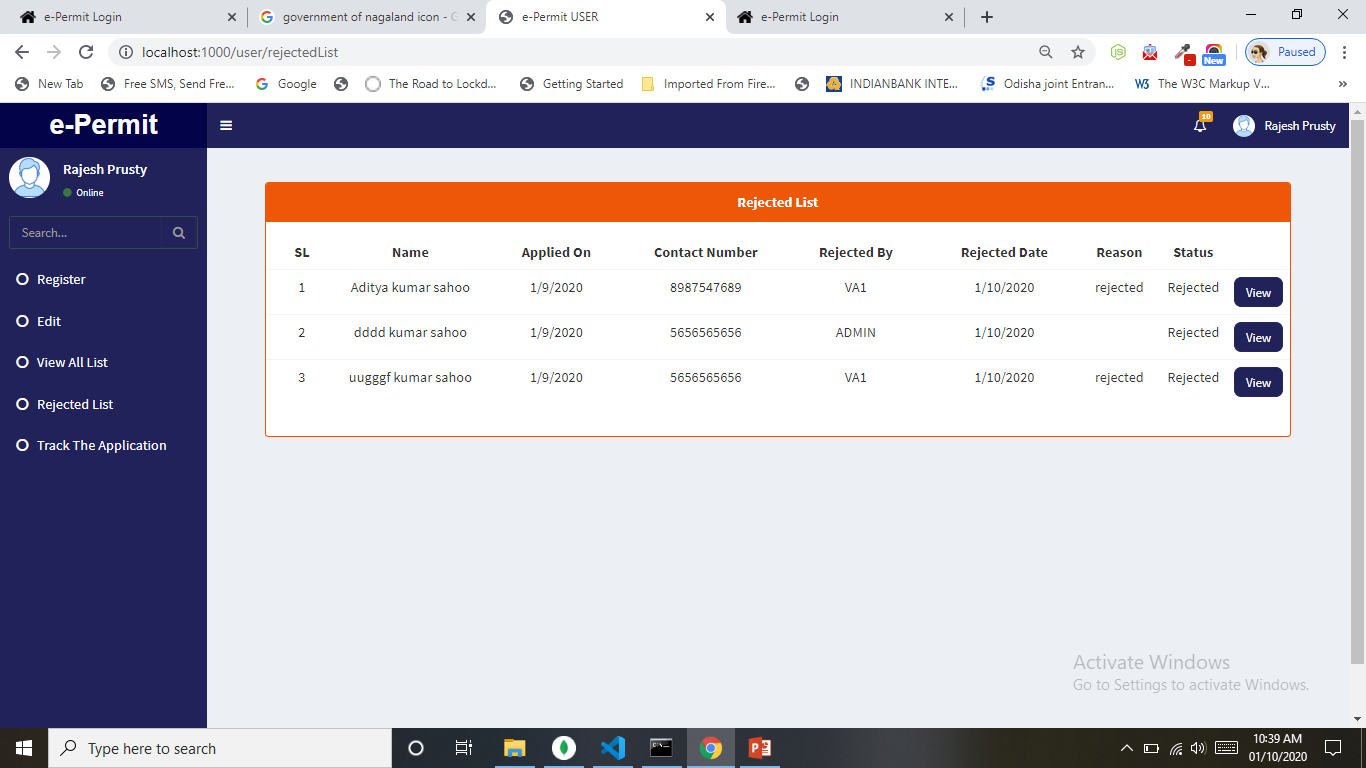 e-Permit Login
government of nagaland icon - G
e-Permit USER
e-Permit Login
localhost:1000/user/rejectedList
New
Paused
New Tab
Free SMS, Send Fre...
Google
The Road to Lockd...
Getting Started
Imported From Fire...
INDIANBANK INTE...
Odisha joint Entran...
The W3C Markup V...
e-Permit
10
Rajesh Prusty
Rajesh Prusty
Online
Search...
Register
Edit
View All List
Rejected List
Track The Application
Rejected List
SL Name Applied On Contact Number Rejected By Rejected Date Reason Status
1 Aditya kumar sahoo 1/9/2020 8987547689 VA1 1/10/2020 rejected Rejected View
2 dddd kumar sahoo 1/9/2020 5656565656 ADMIN 1/10/2020 Rejected View
3 uugggf kumar sahoo 1/9/2020 5656565656 VA1 1/10/2020 rejected Rejected View
Activate Windows
Go to Settings to activate Windows.
Type here to search
10:39 AM
01/10/2020